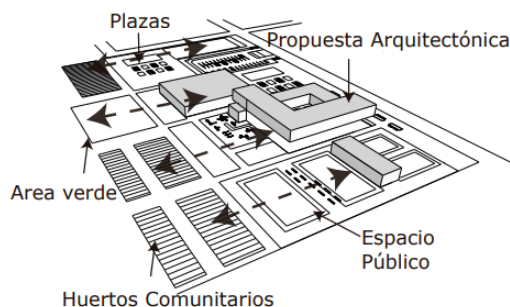 Plazas
Propuesta Arquitectónica
Area verde
Espacio
Público
Huertos Comunitarios